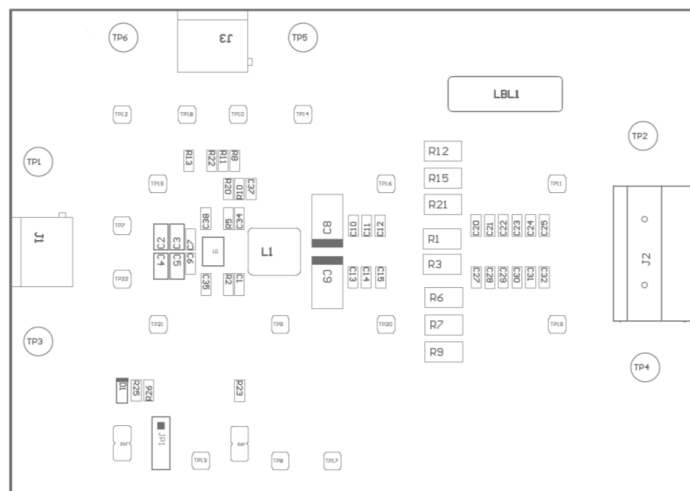 TP6
J3
TP5
TP12
TP18
TP10
TP14
LBL1
TP2
TP1
R13
R22
R11
R8
R12
R15
R21
TP15
R20
R10
C37
TP16
TP11
J1
TP7
C38
R5
C34
C8
C10
C11
C12
R1
C20
C21
C22
C23
C24
C25
C2
C3
C7
U1
L1
J2
C4
C5
C6
R3
TP22
C35
R2
C1
C9
C13
C14
C15
C27
C28
C29
C30
C31
C32
R6
TP3
TP21
TP9
TP20
R7
TP19
R9
TP4
D1
R25
R26
R23
JP1
TP13
TP8
TP17